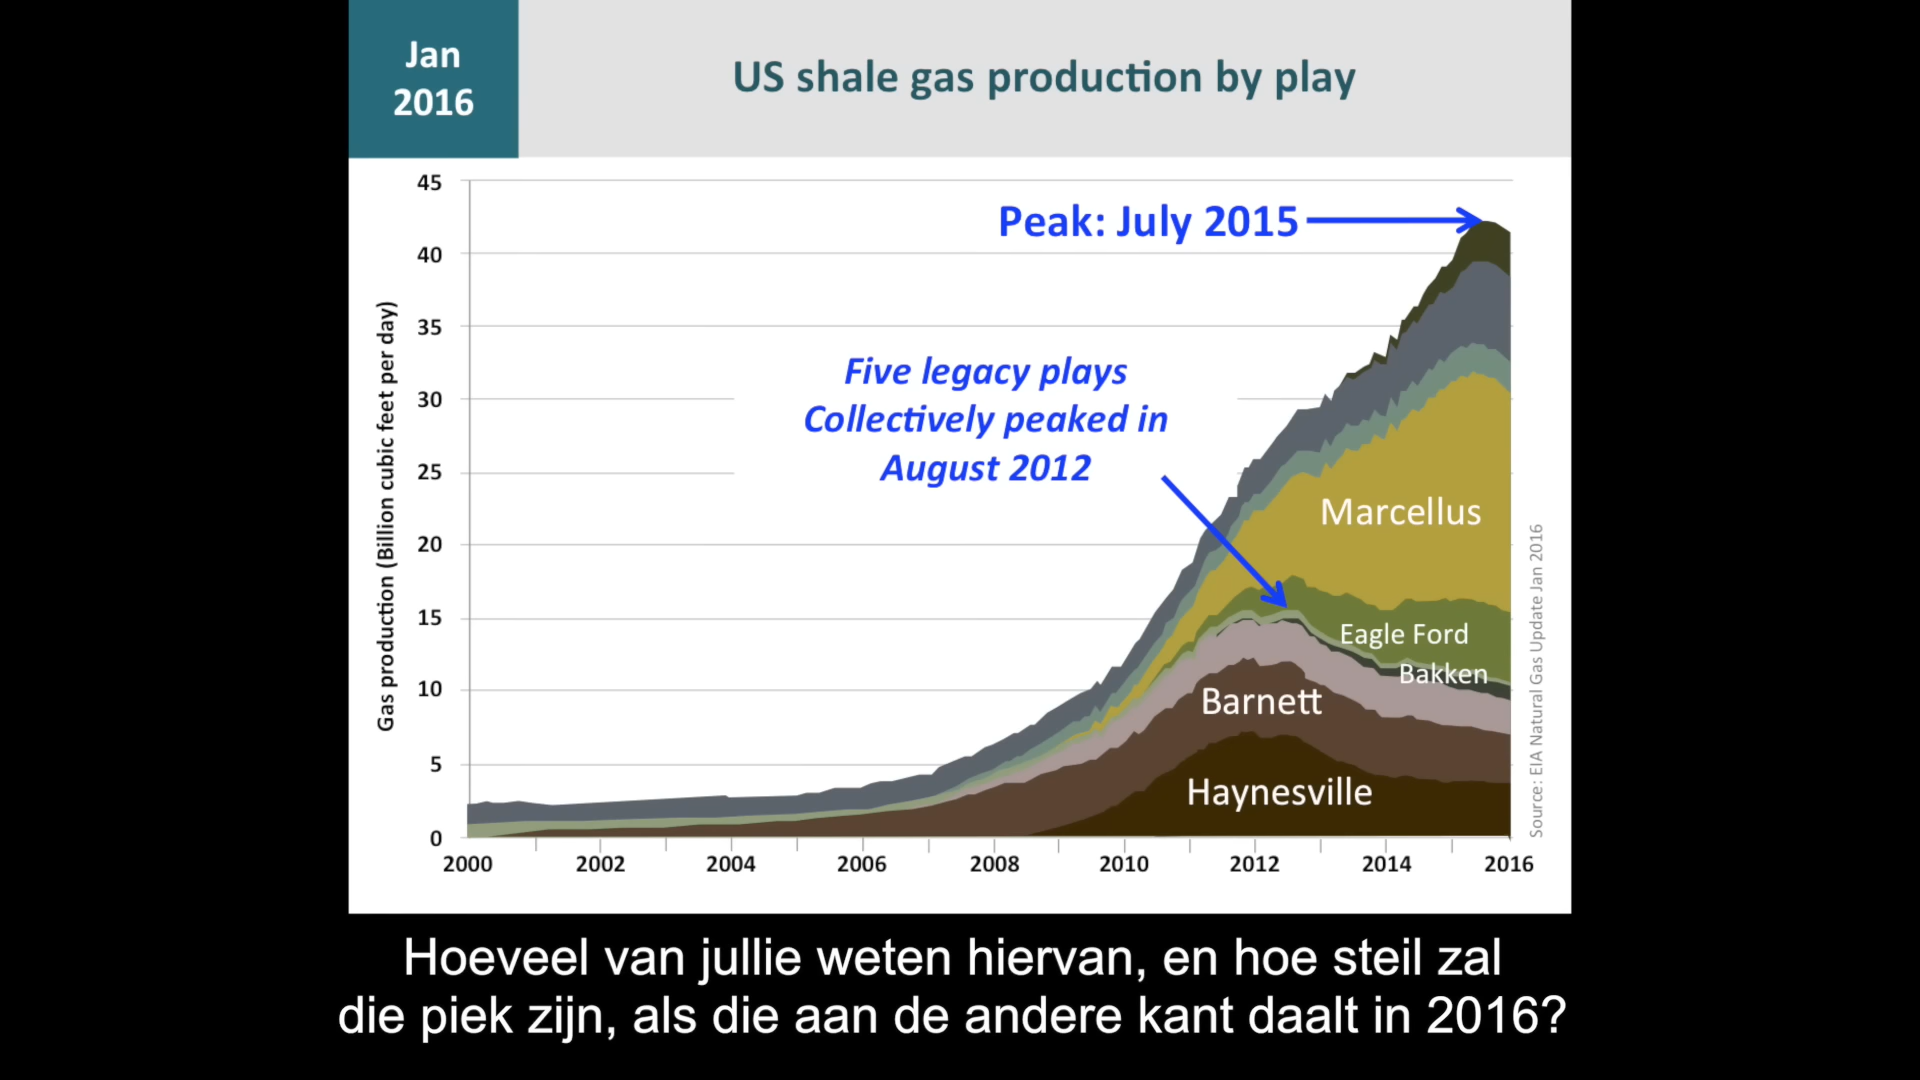 Jan
2016
US shale gas production by play
45
40
35
30
25
20
15
10
5
0
Gas production (Billion cubic feet per day)
Peak: July 2015
Five legacy plays
Collectively peaked in
August 2012
Marcellus
Eagle Ford
Bakken
Barnett
Haynesville
Source: EIA Natural Gas Update Jan 2016
2000 2002 2004 2006 2008 2010 2012 2014 2016
Hoeveel van jullie weten hiervan, en hoe steil zal
die piek zijn, als die aan de andere kant daalt in 2016?